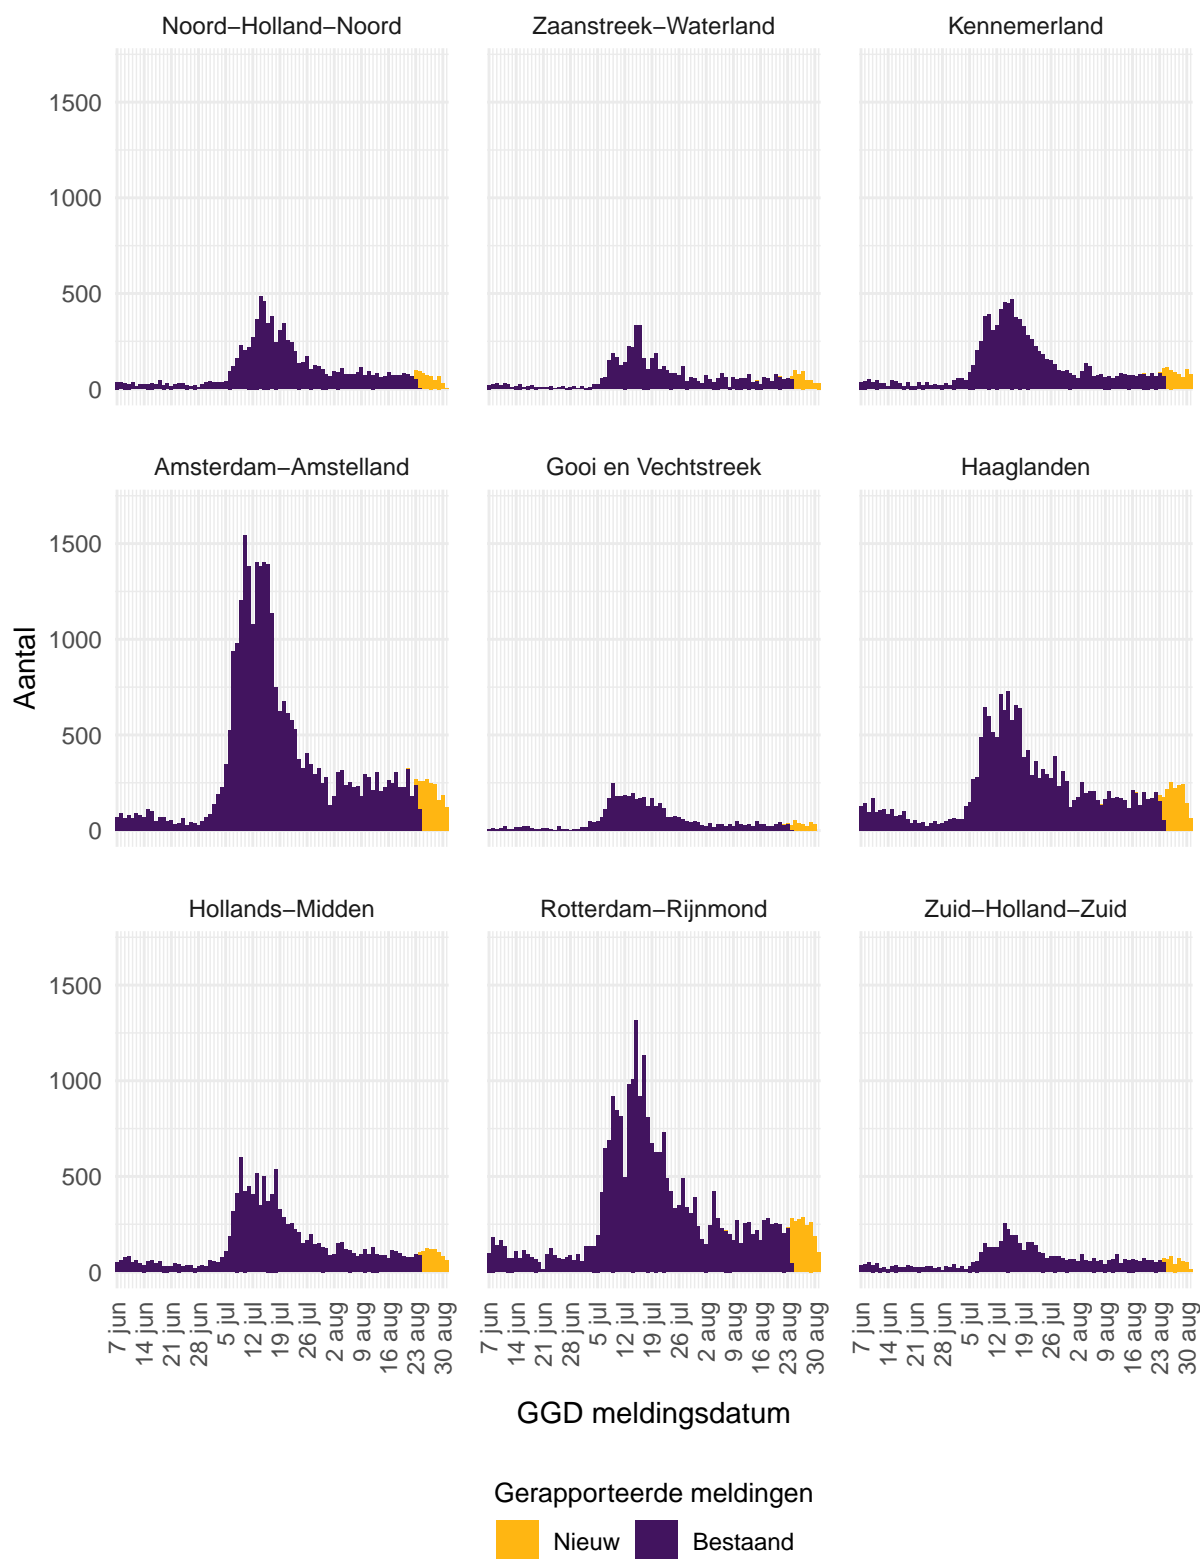 Noord−Holland−Noord
Zaanstreek−Waterland
Kennemerland
1500
1000
500
0
Amsterdam−Amstelland
Gooi en Vechtstreek
Haaglanden
1500
1000
500
0
Aantal
Hollands−Midden
Rotterdam−Rijnmond
Zuid−Holland−Zuid
1500
1000
500
0
7 jun
14 jun
21 jun
28 jun
5 jul
12 jul
19 jul
26 jul
2 aug
9 aug
16 aug
23 aug
30 aug
7 jun
14 jun
21 jun
28 jun
5 jul
12 jul
19 jul
26 jul
2 aug
9 aug
16 aug
23 aug
30 aug
7 jun
14 jun
21 jun
28 jun
5 jul
12 jul
19 jul
26 jul
2 aug
9 aug
16 aug
23 aug
30 aug
GGD meldingsdatum
Gerapporteerde meldingen
Nieuw
Bestaand